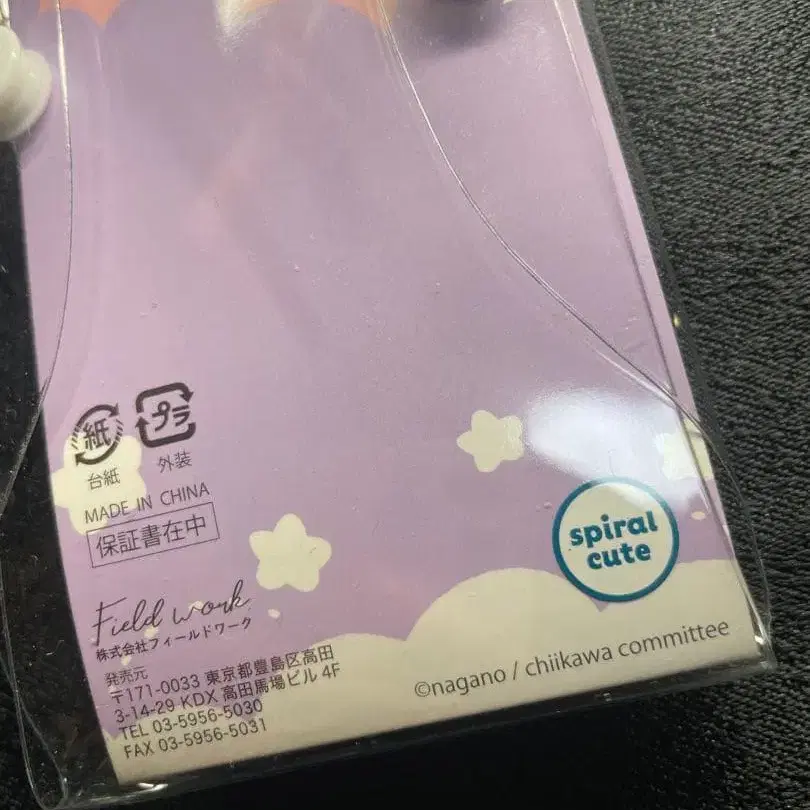 紙
プラ
台紙
外装
MADE IN CHINA
保証書在中
Field work
株式会社フィールドワーク
発売元
〒171-0033 東京都豊島区高田
3-14-29 KDX 高田馬場ビル 4F
TEL 03-5956-5030
FAX 03-5956-5031
spiral
cute
©nagano / chiikawa committee